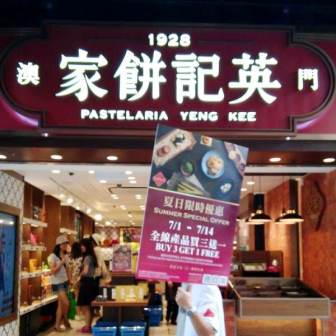 1928
澳 家餅記英 門
PASTELARIA YENG KEE
夏日限時優惠
SUMMER SPECIAL OFFER
7/1 - 7/14
全線產品買三送一
BUY 3 GET 1 FREE